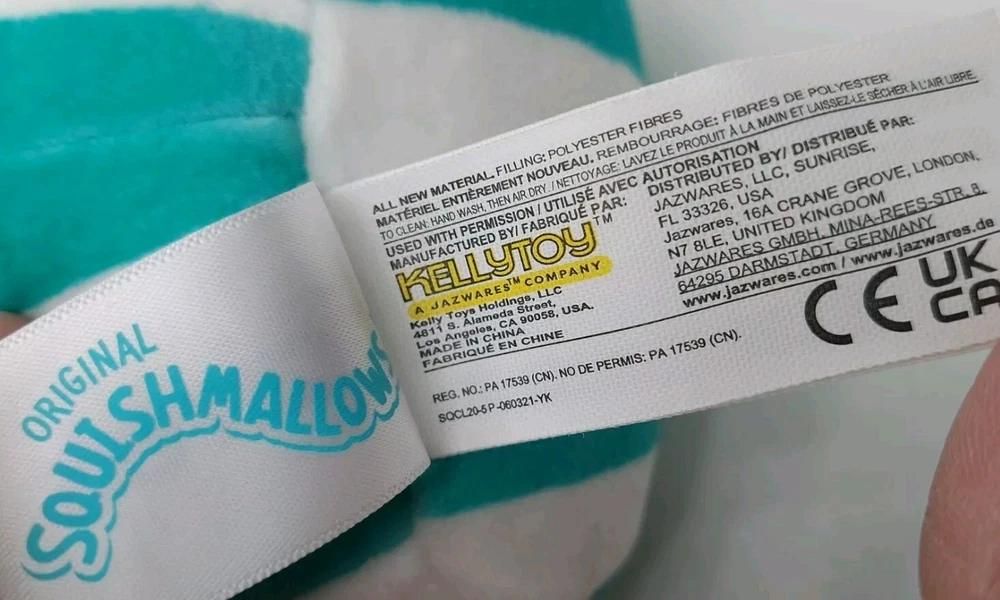 ORIGINAL
SQUISHMALLOWS
ALL NEW MATERIAL, FILLING: POLYESTER FIBRES
MATÉRIEL ENTIÈREMENT NOUVEAU, REMBOURRAGE: FIBRES DE POLYESTER
TO CLEAN: HAND WASH, THEN AIR DRY. / NETTOYAGE: LAVEZ LE PRODUIT À LA MAIN ET LAISSEZ-LE SÉCHER À L'AIR LIBRE.
USED WITH PERMISSION / UTILISÉ AVEC AUTORISATION
MANUFACTURED BY/ FABRIQUÉ PAR:
KELLYTOY™
A JAZWARES™ COMPANY
Kelly Toys Holdings, LLC
4811 S. Alameda Street,
Los Angeles, CA 90058, USA.
MADE IN CHINA
FABRIQUÉ EN CHINE
DISTRIBUTED BY/ DISTRIBUÉ PAR:
JAZWARES, LLC, SUNRISE,
FL 33326, USA
Jazwares, 16A CRANE GROVE, LONDON,
N7 8LE, UNITED KINGDOM
JAZWARES GMBH, MINA-REES-STR. 8,
64295 DARMSTADT, GERMANY
www.jazwares.com / www.jazwares.de
CE UK
CA
REG. NO.: PA 17539 (CN). NO DE PERMIS: PA 17539 (CN).
SQCL20-5 P -060321-YK